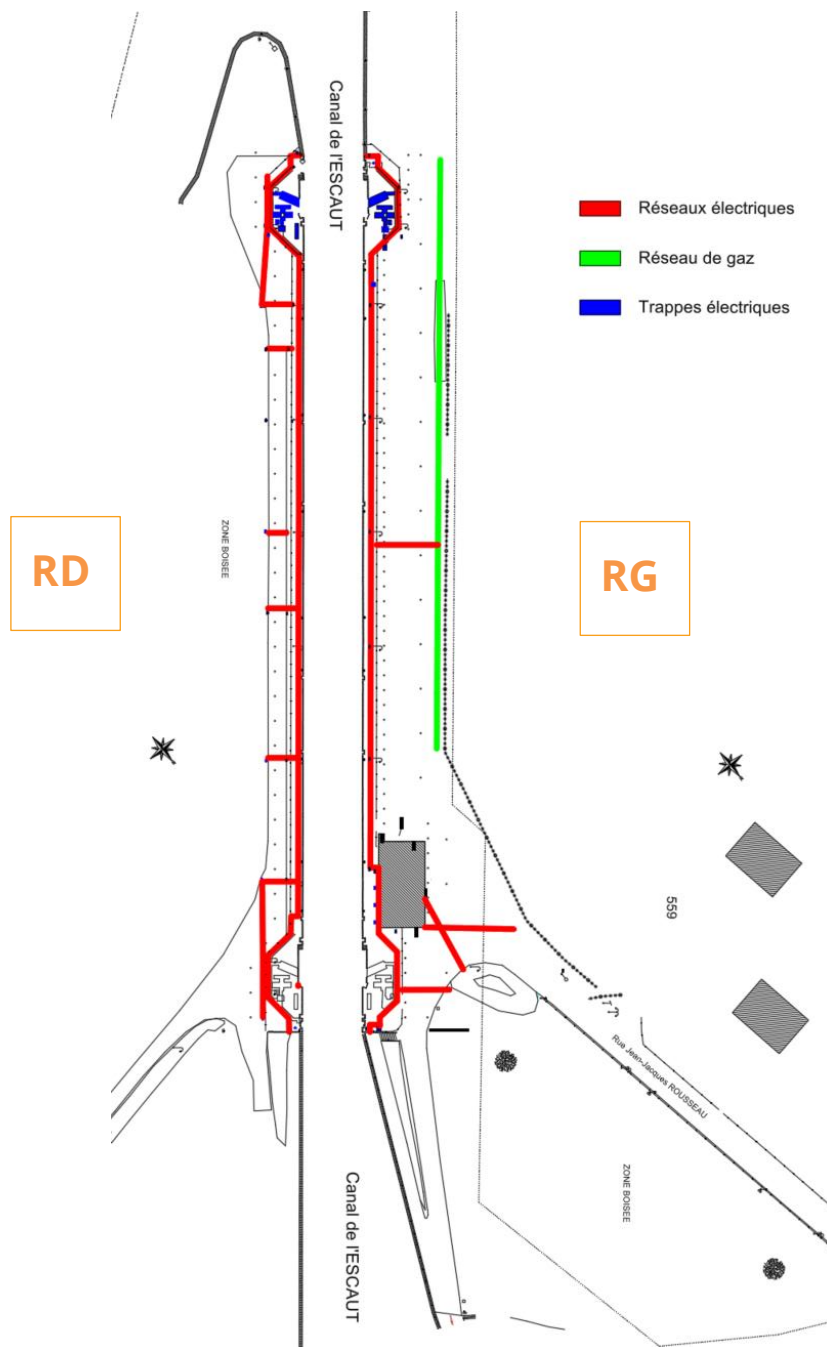 Canal de l'ESCAUT
Réseaux électriques
Réseau de gaz
Trappes électriques
RD
ZONE BOISEE
RG
559
Rue Jean-Jacques ROUSSEAU
ZONE BOISEE
Canal de l'ESCAUT